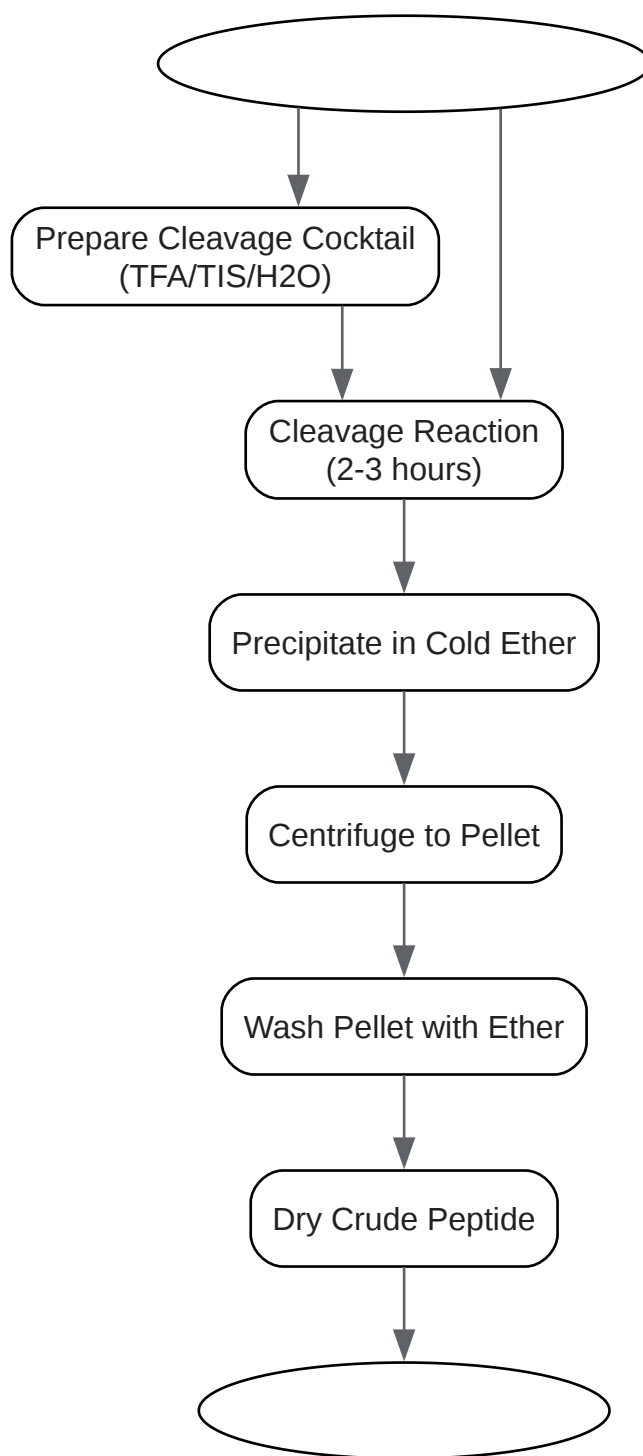 Prepare Cleavage Cocktail
(TFA/TIS/H2O)
Cleavage Reaction
(2-3 hours)
Precipitate in Cold Ether
Centrifuge to Pellet
Wash Pellet with Ether
Dry Crude Peptide